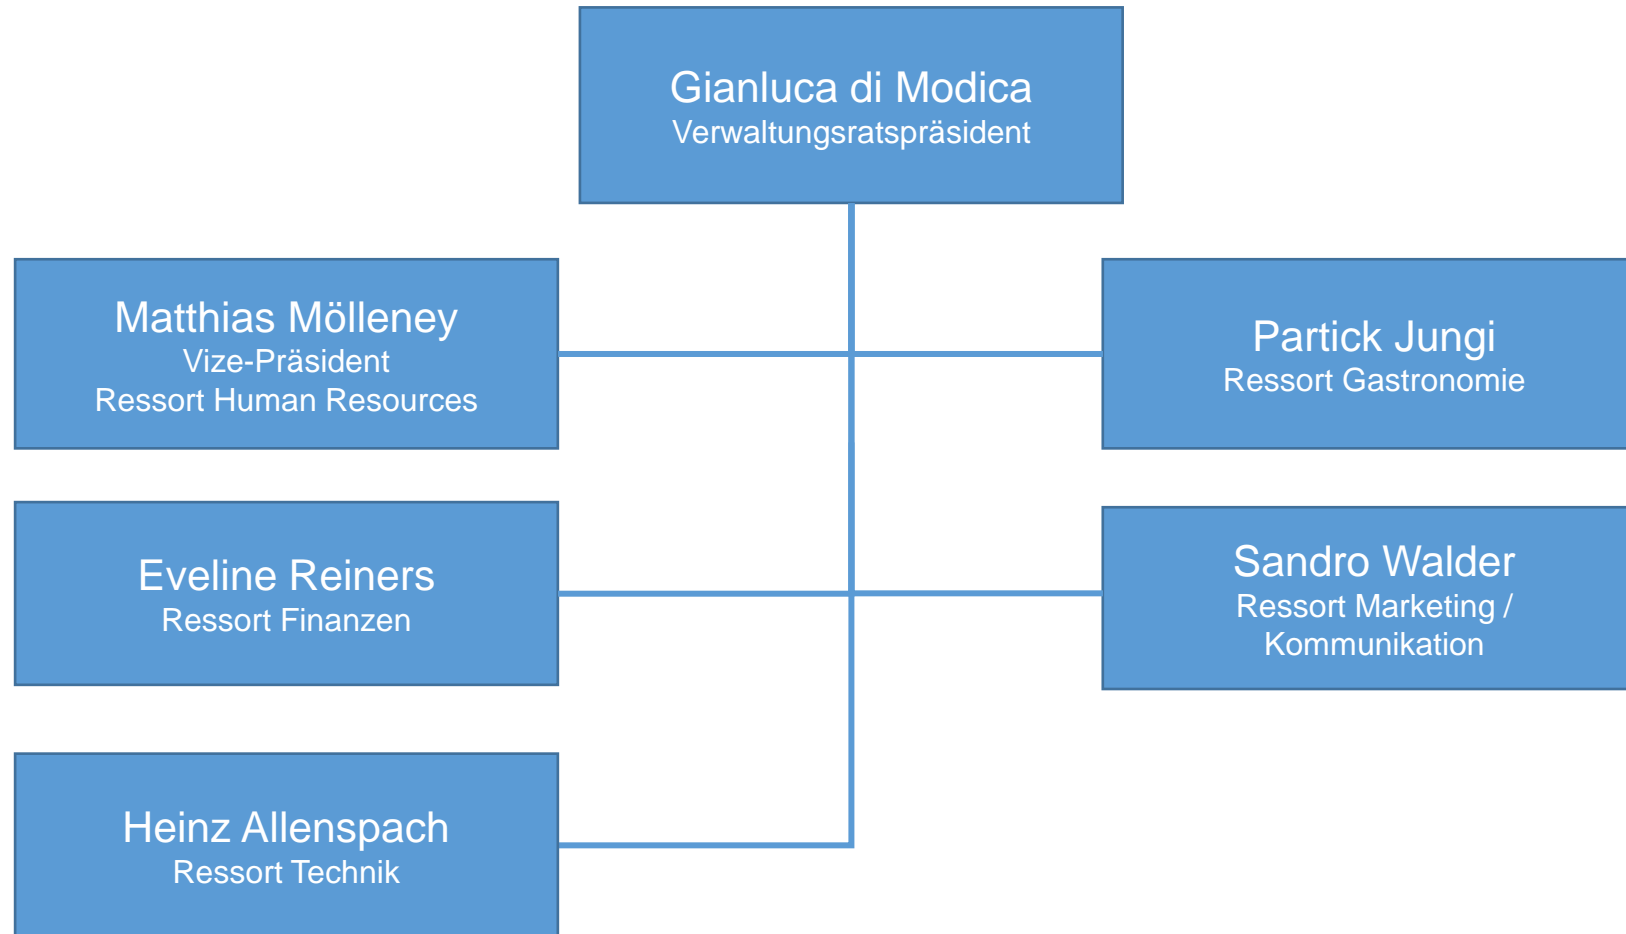 Gianluca di Modica
Verwaltungsratspräsident
Matthias Mölleney
Vize-Präsident
Ressort Human Resources
Partick Jungi
Ressort Gastronomie
Eveline Reiners
Ressort Finanzen
Sandro Walder
Ressort Marketing /
Kommunikation
Heinz Allenspach
Ressort Technik